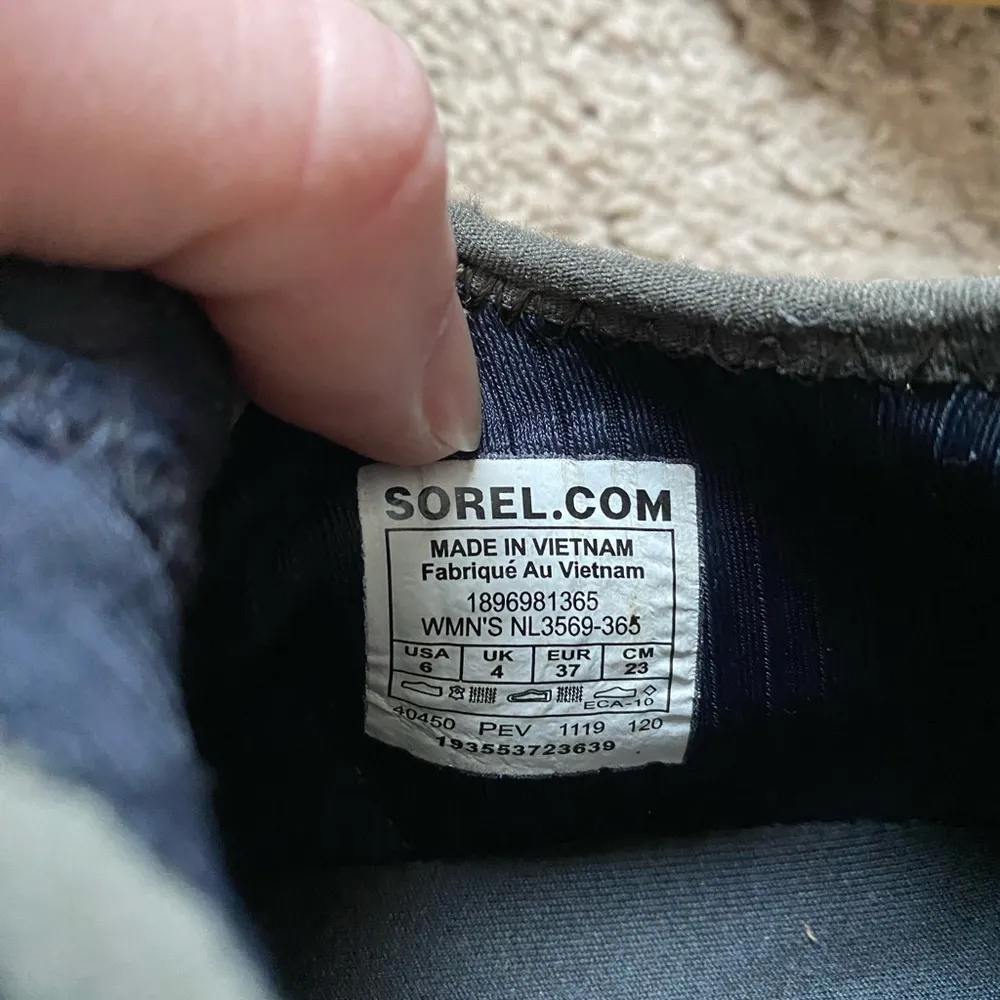 SOREL.COM
MADE IN VIETNAM
Fabriqué Au Vietnam
1896981365
WMN'S NL3569-365
USA UK EUR CM
6 4 37 23
ECA-10
40450 PEV 1119 120
193553723639